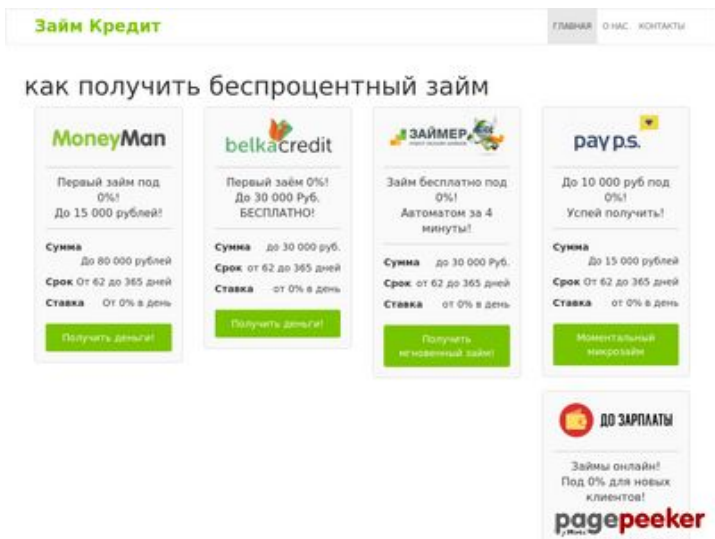 Займ Кредит
ГЛАВНАЯ О НАС КОНТАКТЫ
как получить беспроцентный займ
MoneyMan
Первый займ под
0%!
До 15 000 рублей!
Сумма
До 80 000 рублей
Срок От 62 до 365 дней
Ставка От 0% в день
Получить деньги!
belkacredit
Первый заём 0%!
До 30 000 Руб.
БЕСПЛАТНО!
Сумма до 30 000 руб.
Срок от 62 до 365 дней
Ставка от 0% в день
Получить деньги!
ЗАЙМЕР
Займ бесплатно под
0%!
Автоматом за 4
минуты!
Сумма до 30 000 Руб.
Срок от 62 до 365 дней
Ставка от 0% в день
Получить
мгновенный займ!
pay p.s.
До 10 000 руб под
0%!
Успей получить!
Сумма
До 15 000 рублей
Срок От 62 до 365 дней
Ставка от 0% в день
Моментальный
микрозайм
ДО ЗАРПЛАТЫ
Займы онлайн!
Под 0% для новых
клиентов!
pagepeeker